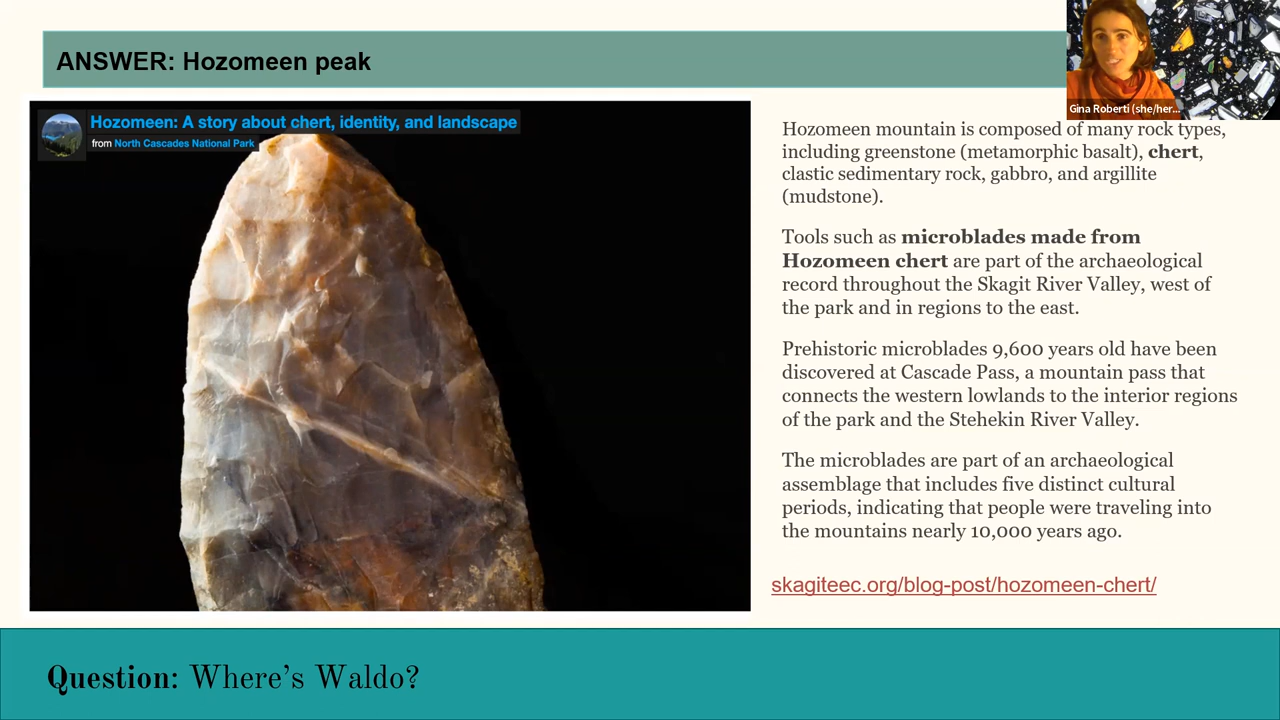 ANSWER: Hozomeen peak
Gina Roberti (she/her...
Hozomeen: A story about chert, identity, and landscape
from North Cascades National Park
Hozomeen mountain is composed of many rock types,
including greenstone (metamorphic basalt), chert,
clastic sedimentary rock, gabbro, and argillite
(mudstone).
Tools such as microblades made from
Hozomeen chert are part of the archaeological
record throughout the Skagit River Valley, west of
the park and in regions to the east.
Prehistoric microblades 9,600 years old have been
discovered at Cascade Pass, a mountain pass that
connects the western lowlands to the interior regions
of the park and the Stehekin River Valley.
The microblades are part of an archaeological
assemblage that includes five distinct cultural
periods, indicating that people were traveling into
the mountains nearly 10,000 years ago.
skagiteec.org/blog-post/hozomeen-chert/
Question: Where’s Waldo?